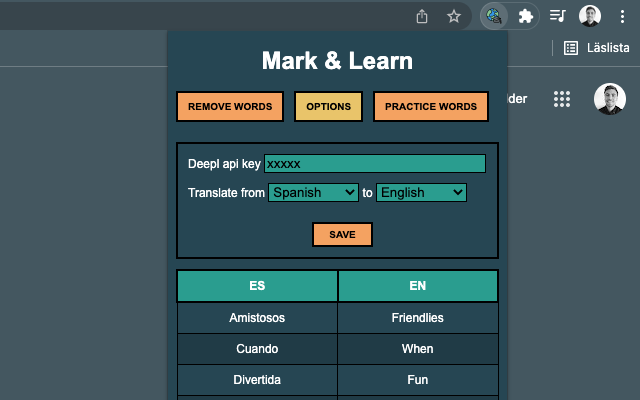 Mark & Learn
Läslista
REMOVE WORDS OPTIONS PRACTICE WORDS
lder
Deepl api key xxxxx
Translate from Spanish to English
SAVE
ES EN
Amistosos Friendlies
Cuando When
Divertida Fun